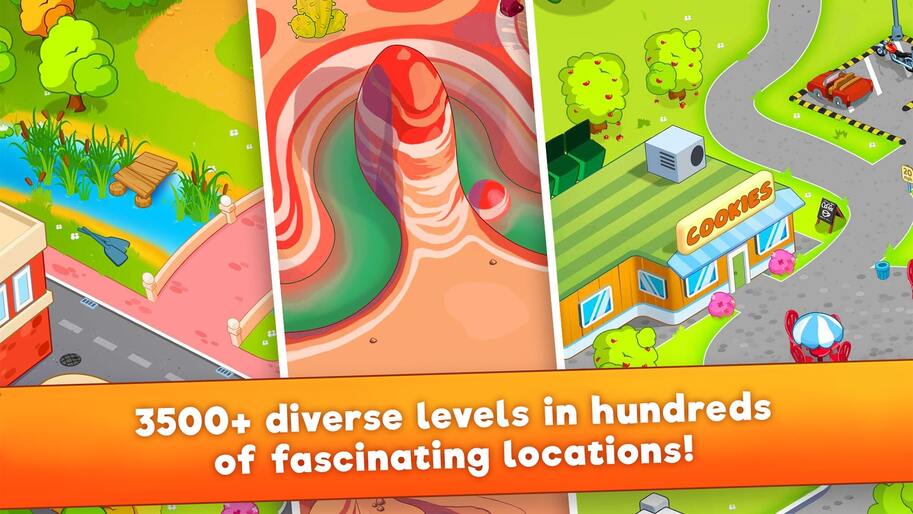 COOKIES
3500+ diverse levels in hundreds
of fascinating locations!